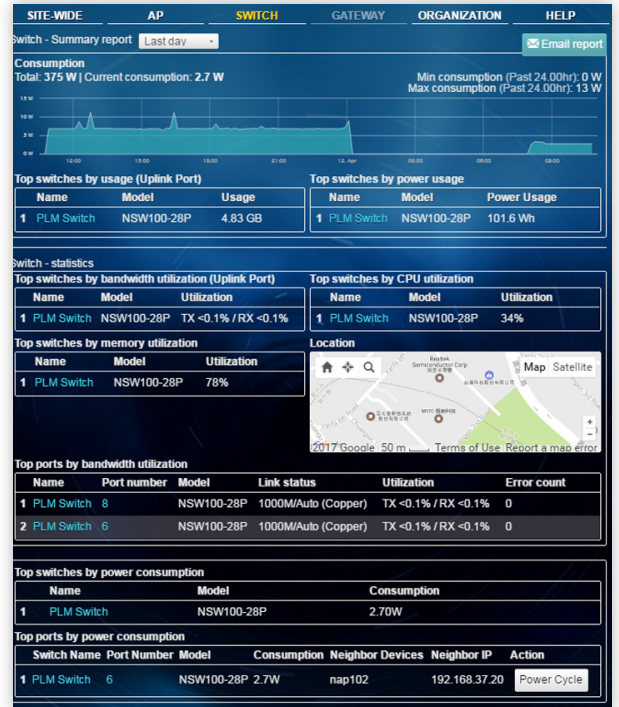 SITE-WIDE AP SWITCH GATEWAY ORGANIZATION HELP
Switch - Summary report Last day
Email report
Consumption
Total: 375 W | Current consumption: 2.7 W
Min consumption (Past 24.00hr): 0 W
Max consumption (Past 24.00hr): 13 W
15 W
10 W
5 W
0 W
12:00 15:00 18:00 21:00 12. Apr 03:00 06:00 09:00
Top switches by usage (Uplink Port)
Name Model Usage
1 PLM Switch NSW100-28P 4.83 GB
Top switches by power usage
Name Model Power Usage
1 PLM Switch NSW100-28P 101.6 Wh
Switch - statistics
Top switches by bandwidth utilization (Uplink Port)
Name Model Utilization
1 PLM Switch NSW100-28P TX <0.1% / RX <0.1%
Top switches by CPU utilization
Name Model Utilization
1 PLM Switch NSW100-28P 34%
Top switches by memory utilization
Name Model Utilization
1 PLM Switch NSW100-28P 78%
Location
Map Satellite
Realtek
Semiconductor Corp
+
-
2017 Google 50 m Terms of Use Report a map error
Top ports by bandwidth utilization
Name Port number Model Link status Utilization Error count
1 PLM Switch 8 NSW100-28P 1000M/Auto (Copper) TX <0.1% / RX <0.1% 0
2 PLM Switch 6 NSW100-28P 1000M/Auto (Copper) TX <0.1% / RX <0.1% 0
Top switches by power consumption
Name Model Consumption
1 PLM Switch NSW100-28P 2.70W
Top ports by power consumption
Switch Name Port Number Model Consumption Neighbor Devices Neighbor IP Action
1 PLM Switch 6 NSW100-28P 2.7W nap102 192.168.37.20 Power Cycle